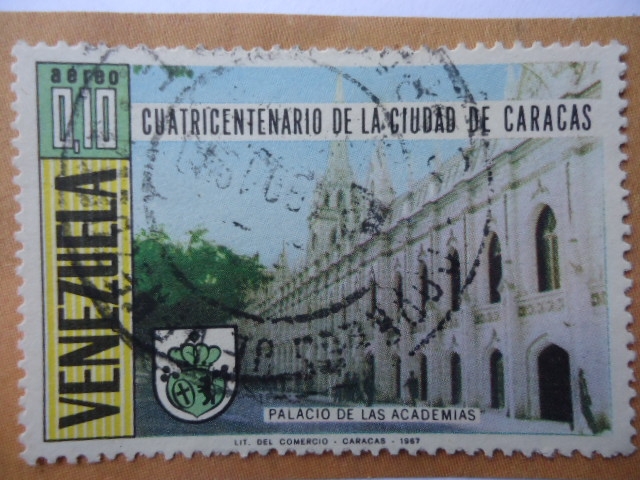 aéreo
0,10
VENEZUELA
CUATRICENTENARIO DE LA CIUDAD DE CARACAS
PALACIO DE LAS ACADEMIAS
LIT. DEL COMERCIO - CARACAS - 1967